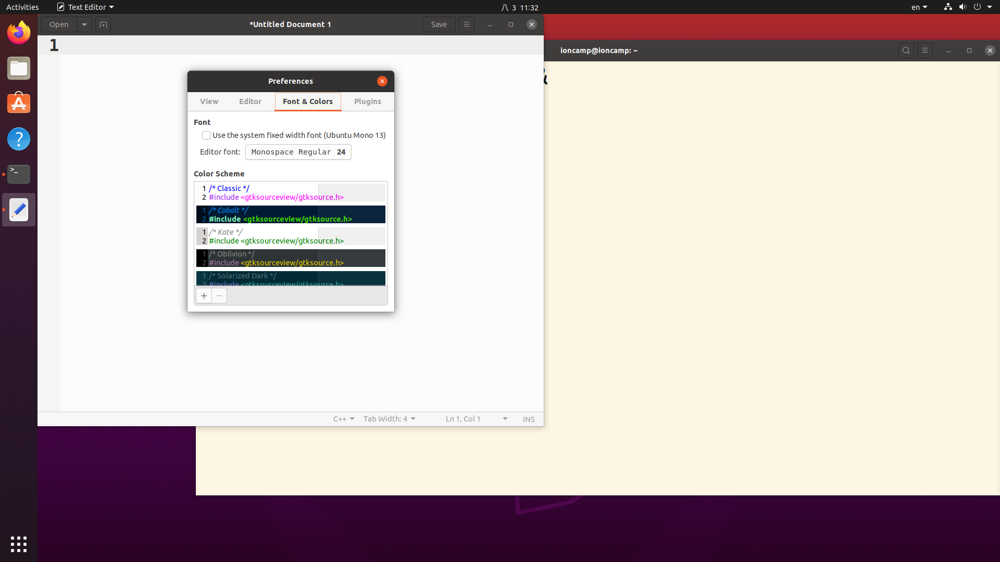 Activities
Text Editor
八 3 11:32
en
Open
*Untitled Document 1
Save
1
ioncamp@ioncamp: ~
&
Preferences
View
Editor
Font & Colors
Plugins
Font
Use the system fixed width font (Ubuntu Mono 13)
Editor font:
Monospace Regular 24
Color Scheme
1 /* Classic */
2 #include <gtksourceview/gtksource.h>
1 /* Cobalt */
2 #include <gtksourceview/gtksource.h>
1 /* Kate */
2 #include <gtksourceview/gtksource.h>
1 /* Oblivion */
2 #include <gtksourceview/gtksource.h>
1 /* Solarized Dark */
2 #include <gtksourceview/gtksource.h>
C++
Tab Width: 4
Ln 1, Col 1
INS